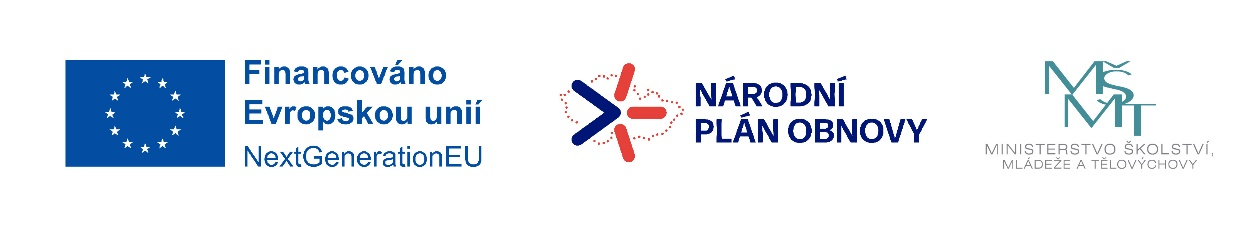 Financováno
Evropskou unií
NextGenerationEU
NÁRODNÍ
PLÁN OBNOVY
MŠ
MT
MINISTERSTVO ŠKOLSTVÍ,
MLÁDEŽE A TĚLOVÝCHOVY